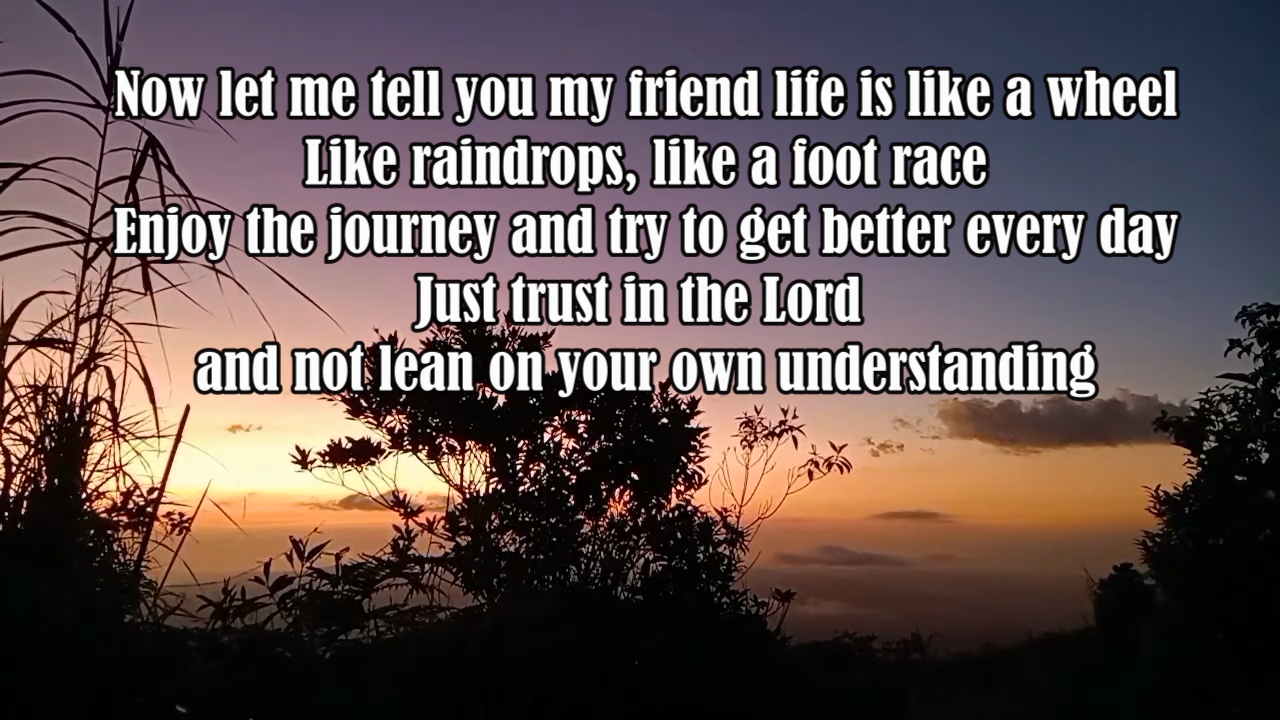 Now let me tell you my friend life is like a wheel
Like raindrops, like a foot race
Enjoy the journey and try to get better every day
Just trust in the Lord
and not lean on your own understanding